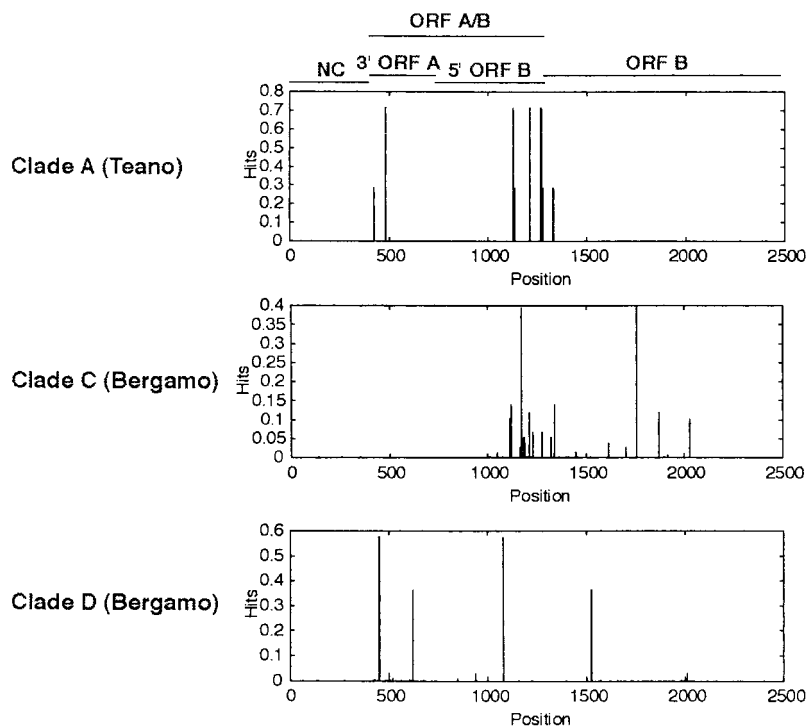 ORF A/B
NC 3' ORF A 5' ORF B ORF B
Clade A (Teano)
Hits
0.8
0.7
0.6
0.5
0.4
0.3
0.2
0.1
0
0 500 1000 1500 2000 2500
Position
Clade C (Bergamo)
Hits
0.4
0.35
0.3
0.25
0.2
0.15
0.1
0.05
0
0 500 1000 1500 2000 2500
Position
Clade D (Bergamo)
Hits
0.6
0.5
0.4
0.3
0.2
0.1
0
0 500 1000 1500 2000 2500
Position